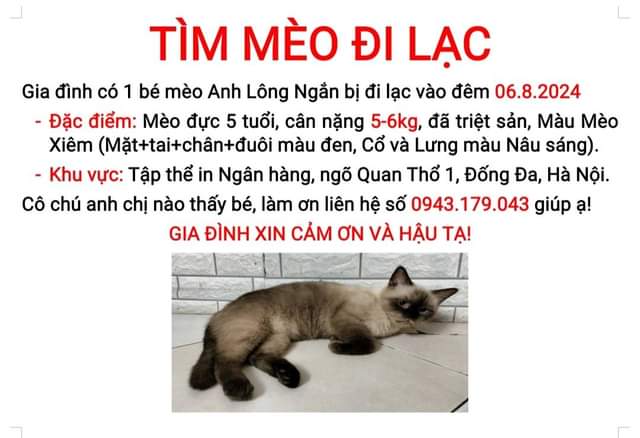 TÌM MÈO ĐI LẠC
Gia đình có 1 bé mèo Anh Lông Ngắn bị đi lạc vào đêm 06.8.2024
- Đặc điểm: Mèo đực 5 tuổi, cân nặng 5-6kg, đã triệt sản, Màu Mèo
Xiêm (Mặt+tai+chân+đuôi màu đen, Cổ và Lưng màu Nâu sáng).
- Khu vực: Tập thể in Ngân hàng, ngõ Quan Thổ 1, Đống Đa, Hà Nội.
Cô chú anh chị nào thấy bé, làm ơn liên hệ số 0943.179.043 giúp ạ!
GIA ĐÌNH XIN CẢM ƠN VÀ HẬU TẠ!